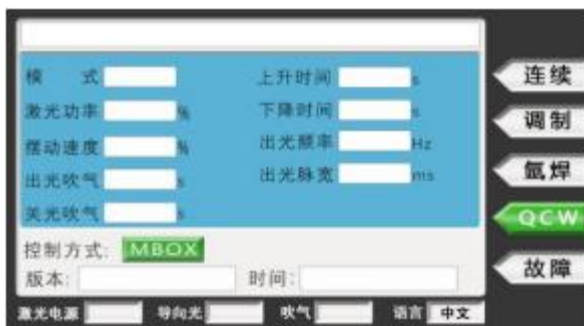 模 式
激光功率 %
摆动速度 %
出光吹气 s
关光吹气 s
上升时间 s
下降时间 s
出光频率 Hz
出光脉宽 ms
控制方式: MBOX
版本: 时间:
激光电源 导向光 吹气 语言 中文
连续
调制
氩焊
QCW
故障